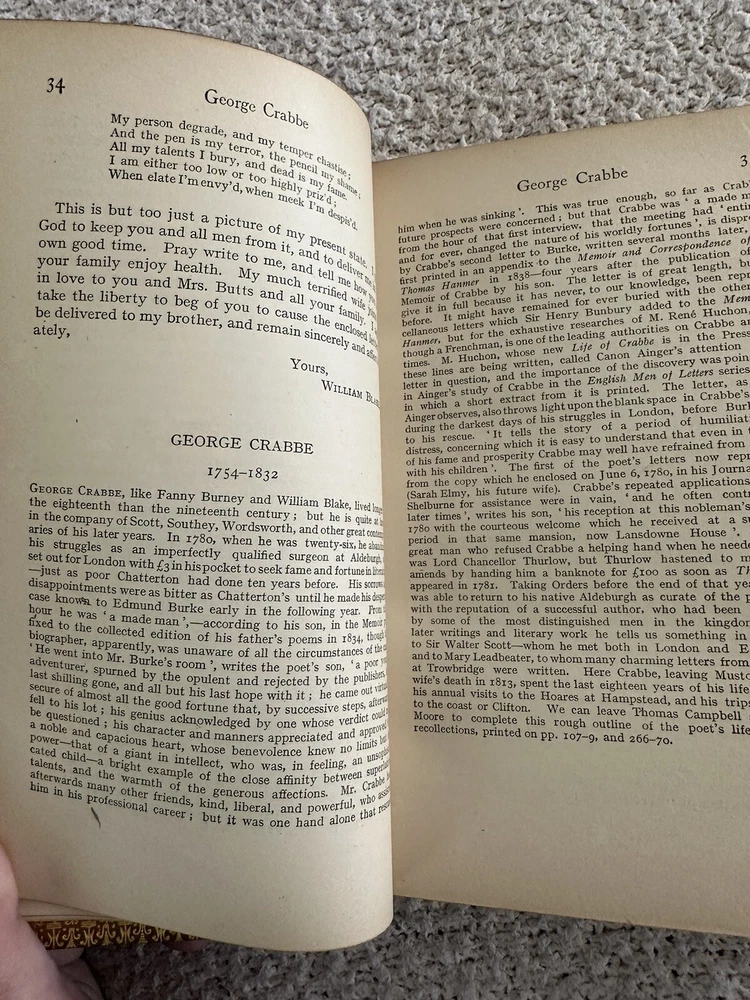 34
George Crabbe
My person degrade, and my temper chastise;
And the pen is my terror, the pencil my shame;
All my talents I bury, and dead is my fame.
I am either too low or too highly priz'd;
When elate I'm envy'd, when meek I'm despis'd.
This is but too just a picture of my present state. I
God to keep you and all men from it, and to deliver me
own good time. Pray write to me, and tell me how you
your family enjoy health. My much terrified wife joins
in love to you and Mrs. Butts and all your family. I
take the liberty to beg of you to cause the enclosed
be delivered to my brother, and remain sincerely and
ately,
Yours,
WILLIAM BLAKE
GEORGE CRABBE
1754–1832
GEORGE CRABBE, like Fanny Burney and William Blake, lived
the eighteenth than the nineteenth century; but he is quite at
in the company of Scott, Southey, Wordsworth, and other great
aries of his later years. In 1780, when he was twenty-six, he
his struggles as an imperfectly qualified surgeon at Aldeburgh,
set out for London with £3 in his pocket to seek fame and fortune in
—just as poor Chatterton had done ten years before. His sorrows
disappointments were as bitter as Chatterton's until he made his
case known to Edmund Burke early in the following year. From
hour he was 'a made man',—according to his son, in the Memoir
fixed to the collected edition of his father's poems in 1834, though
biographer, apparently, was unaware of all the circumstances of the
'He went into Mr. Burke's room', writes the poet's son, 'a poor
adventurer, spurned by the opulent and rejected by the publishers,
last shilling gone, and all but his last hope with it; he came out
secure of almost all the good fortune that, by successive steps,
fell to his lot; his genius acknowledged by one whose verdict could
be questioned; his character and manners appreciated and approved
a noble and capacious heart, whose benevolence knew no limits but
power—that of a giant in intellect, who was, in feeling, an
cated child—a bright example of the close affinity between
talents, and the warmth of the generous affections. Mr. Crabbe
afterwards many other friends, kind, liberal, and powerful, who
him in his professional career; but it was one hand alone that
George Crabbe
3
him when he was sinking'. This was true enough, so far as
future prospects were concerned; but that Crabbe was 'a made
from the hour of that first interview, that the meeting had
and for ever, changed the nature of his worldly fortunes', is
by Crabbe's second letter to Burke, written several months later,
first printed in an appendix to the Memoir and Correspondence of
Thomas Hanmer in 1838—four years after the publication of
Memoir of Crabbe by his son. The letter is of great length,
give it in full because it has never, to our knowledge, been
before. It might have remained for ever buried with the other
cellaneous letters which Sir Henry Bunbury added to the
Hanmer, but for the exhaustive researches of M. René Huchon,
though a Frenchman, is one of the leading authorities on Crabbe
times. M. Huchon, whose new Life of Crabbe is in the Press
these lines are being written, called Canon Ainger's attention
letter in question, and the importance of the discovery was
in Ainger's study of Crabbe in the English Men of Letters series
in which a short extract from it is printed. The letter, as
Ainger observes, also throws light upon the blank space in Crabbe's
during the darkest days of his struggles in London, before
to his rescue. 'It tells the story of a period of
distress, concerning which it is easy to understand that even in
of his fame and prosperity Crabbe may well have refrained from
with his children'. The first of the poet's letters now
from the copy which he enclosed on June 6, 1780, in his
(Sarah Elmy, his future wife). Crabbe's repeated applications
Shelburne for assistance were in vain, 'and he often
later times', writes his son, 'his reception at this nobleman's
1780 with the courteous welcome which he received at a
period in that same mansion, now Lansdowne House'.
great man who refused Crabbe a helping hand when he
was Lord Chancellor Thurlow, but Thurlow hastened to
amends by handing him a banknote for £100 as soon as
appeared in 1781. Taking Orders before the end of that
was able to return to his native Aldeburgh as curate of the
with the reputation of a successful author, who had been
by some of the most distinguished men in the
later writings and literary work he tells us something in
to Sir Walter Scott—whom he met both in London and
and to Mary Leadbeater, to whom many charming letters from
at Trowbridge were written. Here Crabbe, leaving
wife's death in 1813, spent the last eighteen years of his
his annual visits to the Hoares at Hampstead, and his
to the coast or Clifton. We can leave Thomas Campbell
Moore to complete this rough outline of the poet's
recollections, printed on pp. 107–9, and 266–70.